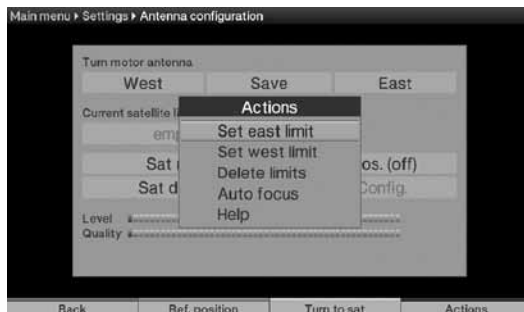 Main menu ▸ Settings ▸ Antenna configuration
Turn motor antenna
West Save East
Current satellite li
emp
Actions
Set east limit
Set west limit
Delete limits
Auto focus
Help
Sat os. (off)
Sat d Config.
Level
Quality
Back Ref. position Turn to sat Actions